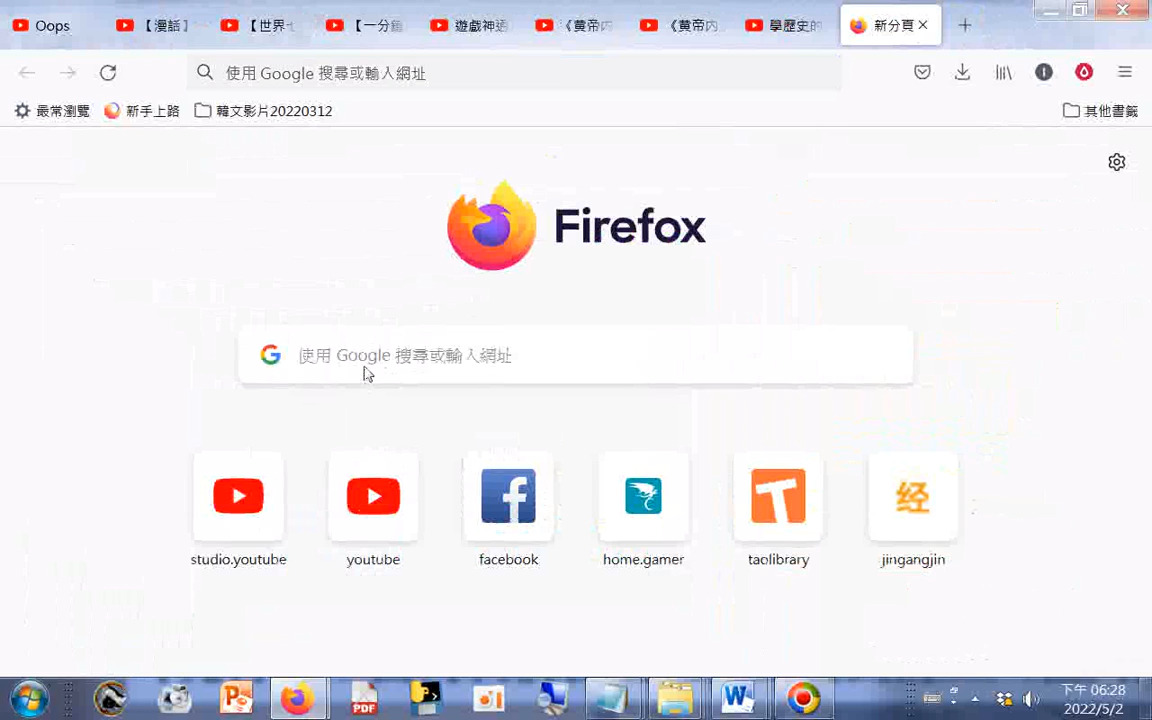 Oops
【漫話】
【世界七
【一分鐘
遊戲神通
《黃帝内
《黃帝内
學歷史的
新分頁
使用 Google 搜尋或輸入網址
最常瀏覽
新手上路
韓文影片20220312
其他書籤
Firefox
使用 Google 搜尋或輸入網址
studio.youtube
youtube
facebook
home.gamer
taolibrary
jingangjin
下午 06:28
2022/5/2